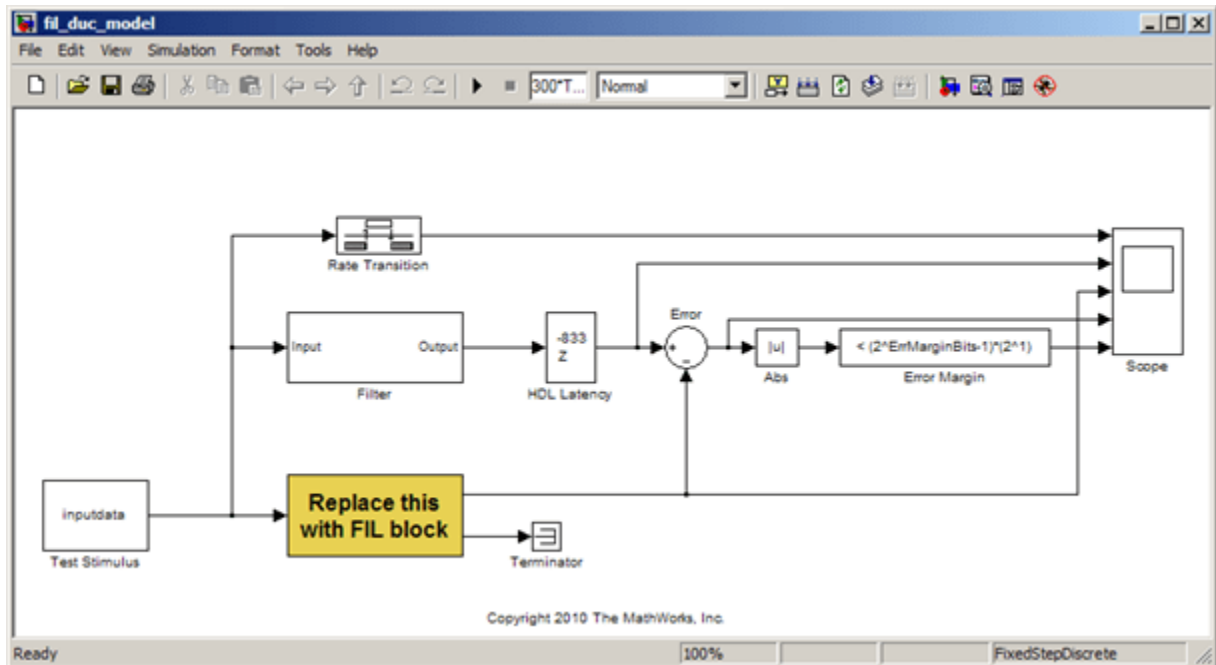 fil_duc_model
File Edit View Simulation Format Tools Help
300*T... Normal
Rate Transition
Input Output
Filter
-833
Z
HDL Latency
Error
+
−
|u|
Abs
< (2^ErrMarginBits-1)*(2^1)
Error Margin
Scope
inputdata
Test Stimulus
Replace this
with FIL block
Terminator
Copyright 2010 The MathWorks, Inc.
Ready 100% FixedStepDiscrete